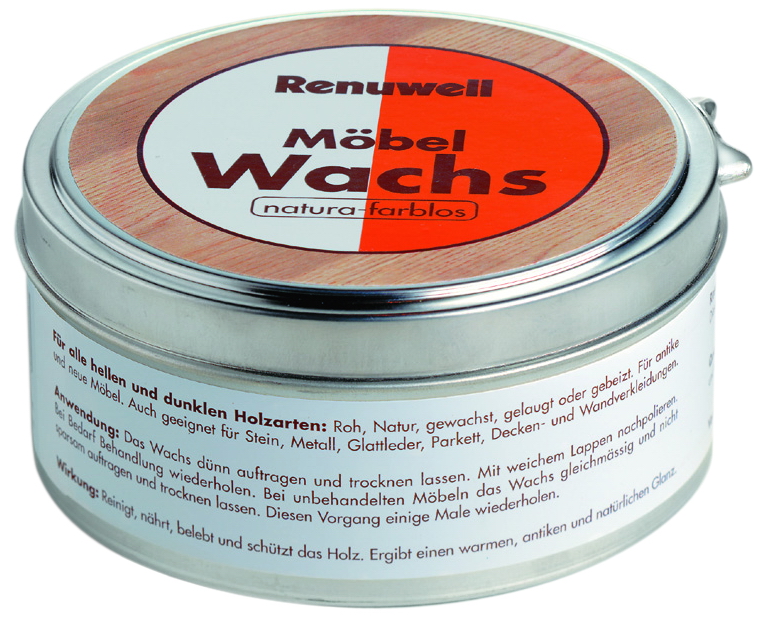 Renuwell
Möbel
Wachs
natura-farblos
Für alle hellen und dunklen Holzarten: Roh, Natur, gewachst, gelaugt oder gebeizt. Für antike
und neue Möbel. Auch geeignet für Stein, Metall, Glattleder, Parkett, Decken- und Wandverkleidungen.
Anwendung: Das Wachs dünn auftragen und trocknen lassen. Mit weichem Lappen nachpolieren.
Bei Bedarf Behandlung wiederholen. Bei unbehandelten Möbeln das Wachs gleichmässig und nicht
sparsam auftragen und trocknen lassen. Diesen Vorgang einige Male wiederholen.
Wirkung: Reinigt, nährt, belebt und schützt das Holz. Ergibt einen warmen, antiken und natürlichen Glanz.